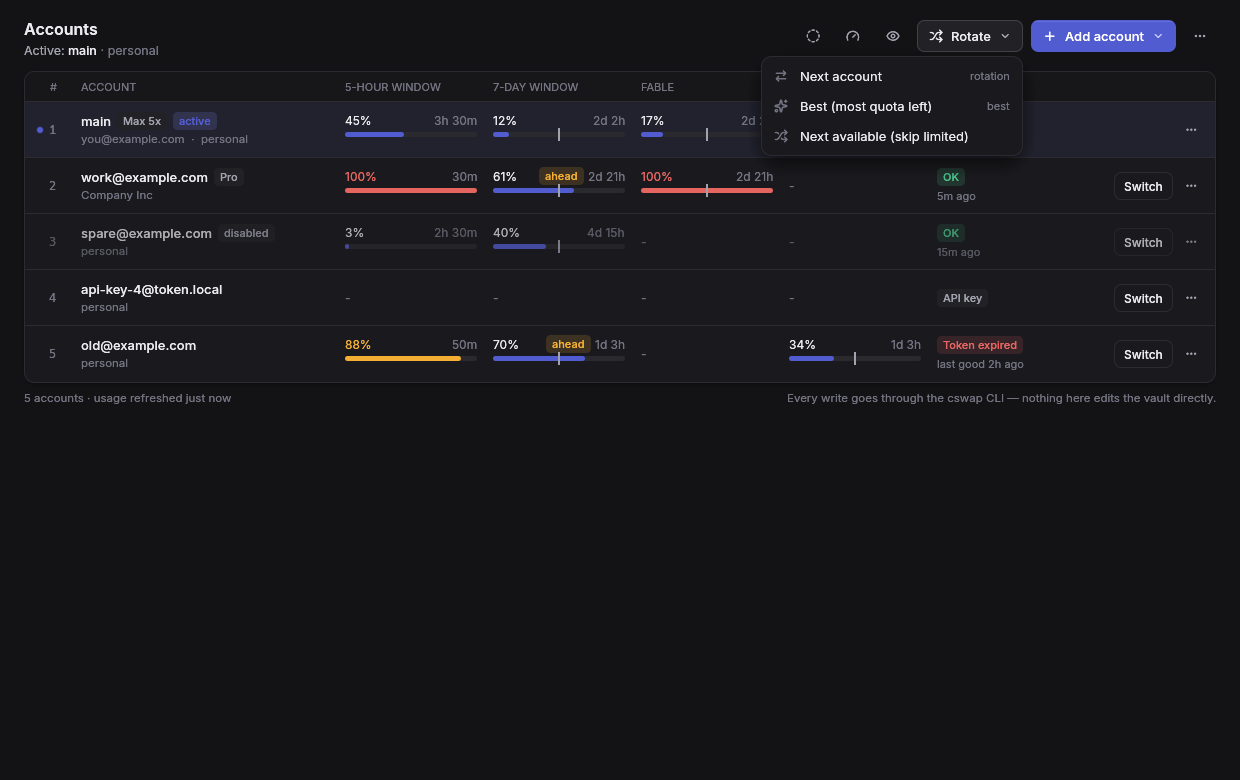 Accounts
Active: main · personal
Rotate
Add account
Next account rotation
Best (most quota left) best
Next available (skip limited)
# ACCOUNT 5-HOUR WINDOW 7-DAY WINDOW FABLE
1 main Max 5x active 45% 3h 30m 12% 2d 2h 17%
you@example.com · personal
2 work@example.com Pro 100% 30m 61% ahead 2d 21h 100% 2d 21h - OK Switch
Company Inc 5m ago
3 spare@example.com disabled 3% 2h 30m 40% 4d 15h - - OK Switch
personal 15m ago
4 api-key-4@token.local - - - - API key Switch
personal
5 old@example.com 88% 50m 70% ahead 1d 3h - 34% 1d 3h Token expired Switch
personal last good 2h ago
5 accounts · usage refreshed just now
Every write goes through the cswap CLI — nothing here edits the vault directly.